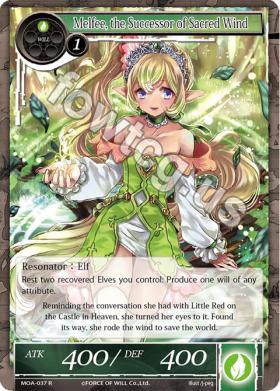 Melfee, the Successor of Sacred Wind
WILL
1
fowtcg.us
Resonator : Elf
Rest two recovered Elves you control: Produce one will of any
attribute.
Reminding the conversation she had with Little Red on
the Castle in Heaven, she turned her eyes to it. Found
its way, she rode the wind to save the world.
ATK 400 / DEF 400
MOA-037 R ©FORCE OF WILL Co.,Ltd. Illust / j-peg